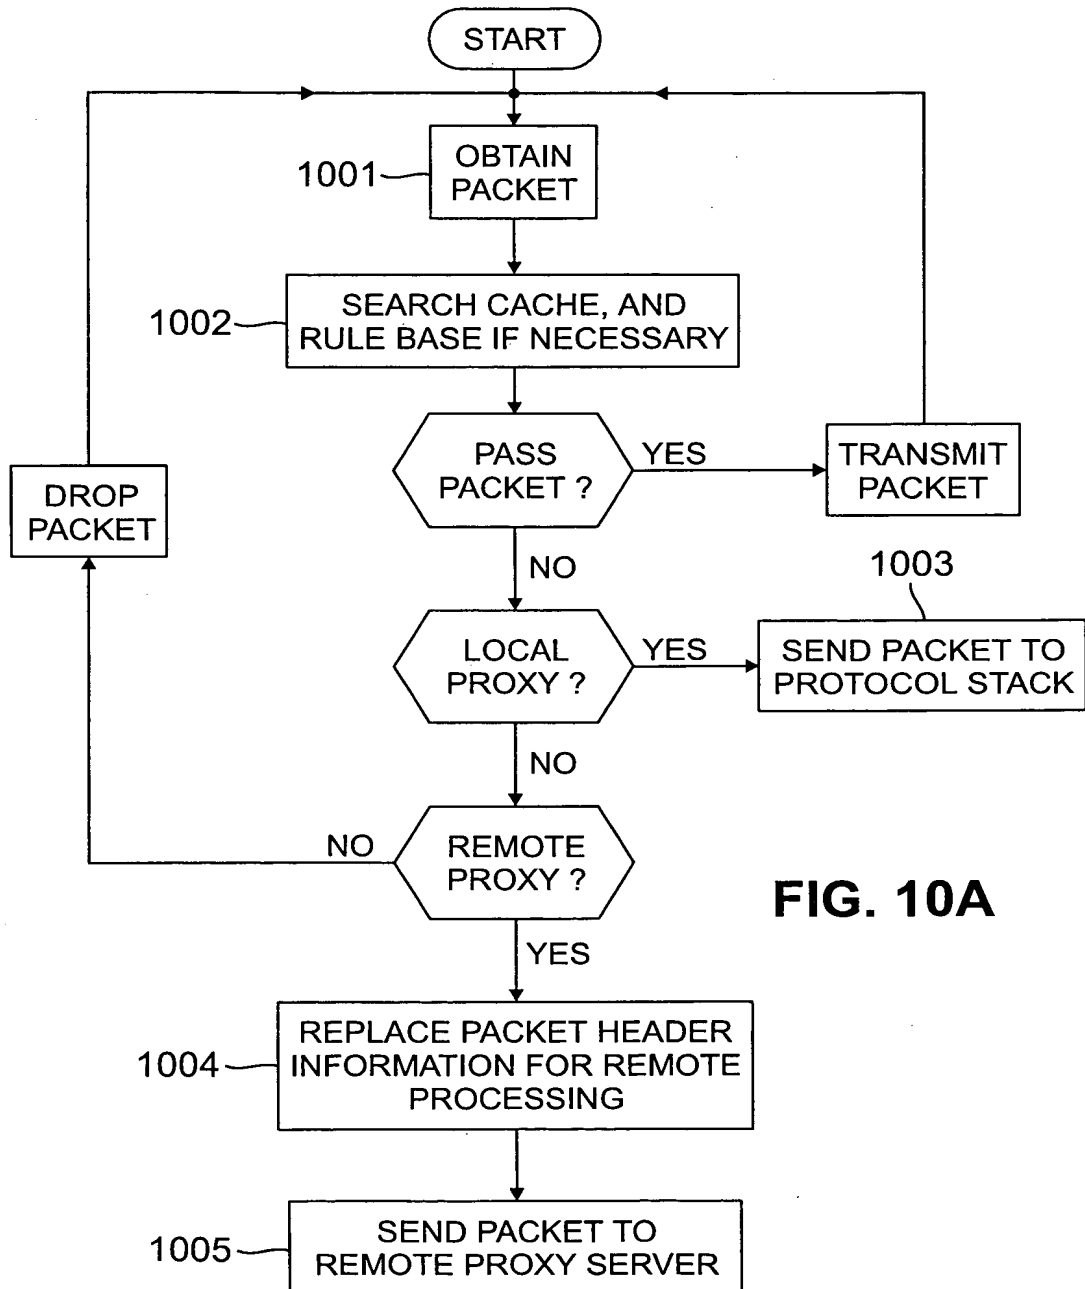 START
1001
OBTAIN
PACKET
1002
SEARCH CACHE, AND
RULE BASE IF NECESSARY
PASS
PACKET ?
YES
TRANSMIT
PACKET
DROP
PACKET
NO
1003
LOCAL
PROXY ?
YES
SEND PACKET TO
PROTOCOL STACK
NO
REMOTE
PROXY ?
NO
FIG. 10A
YES
1004
REPLACE PACKET HEADER
INFORMATION FOR REMOTE
PROCESSING
1005
SEND PACKET TO
REMOTE PROXY SERVER